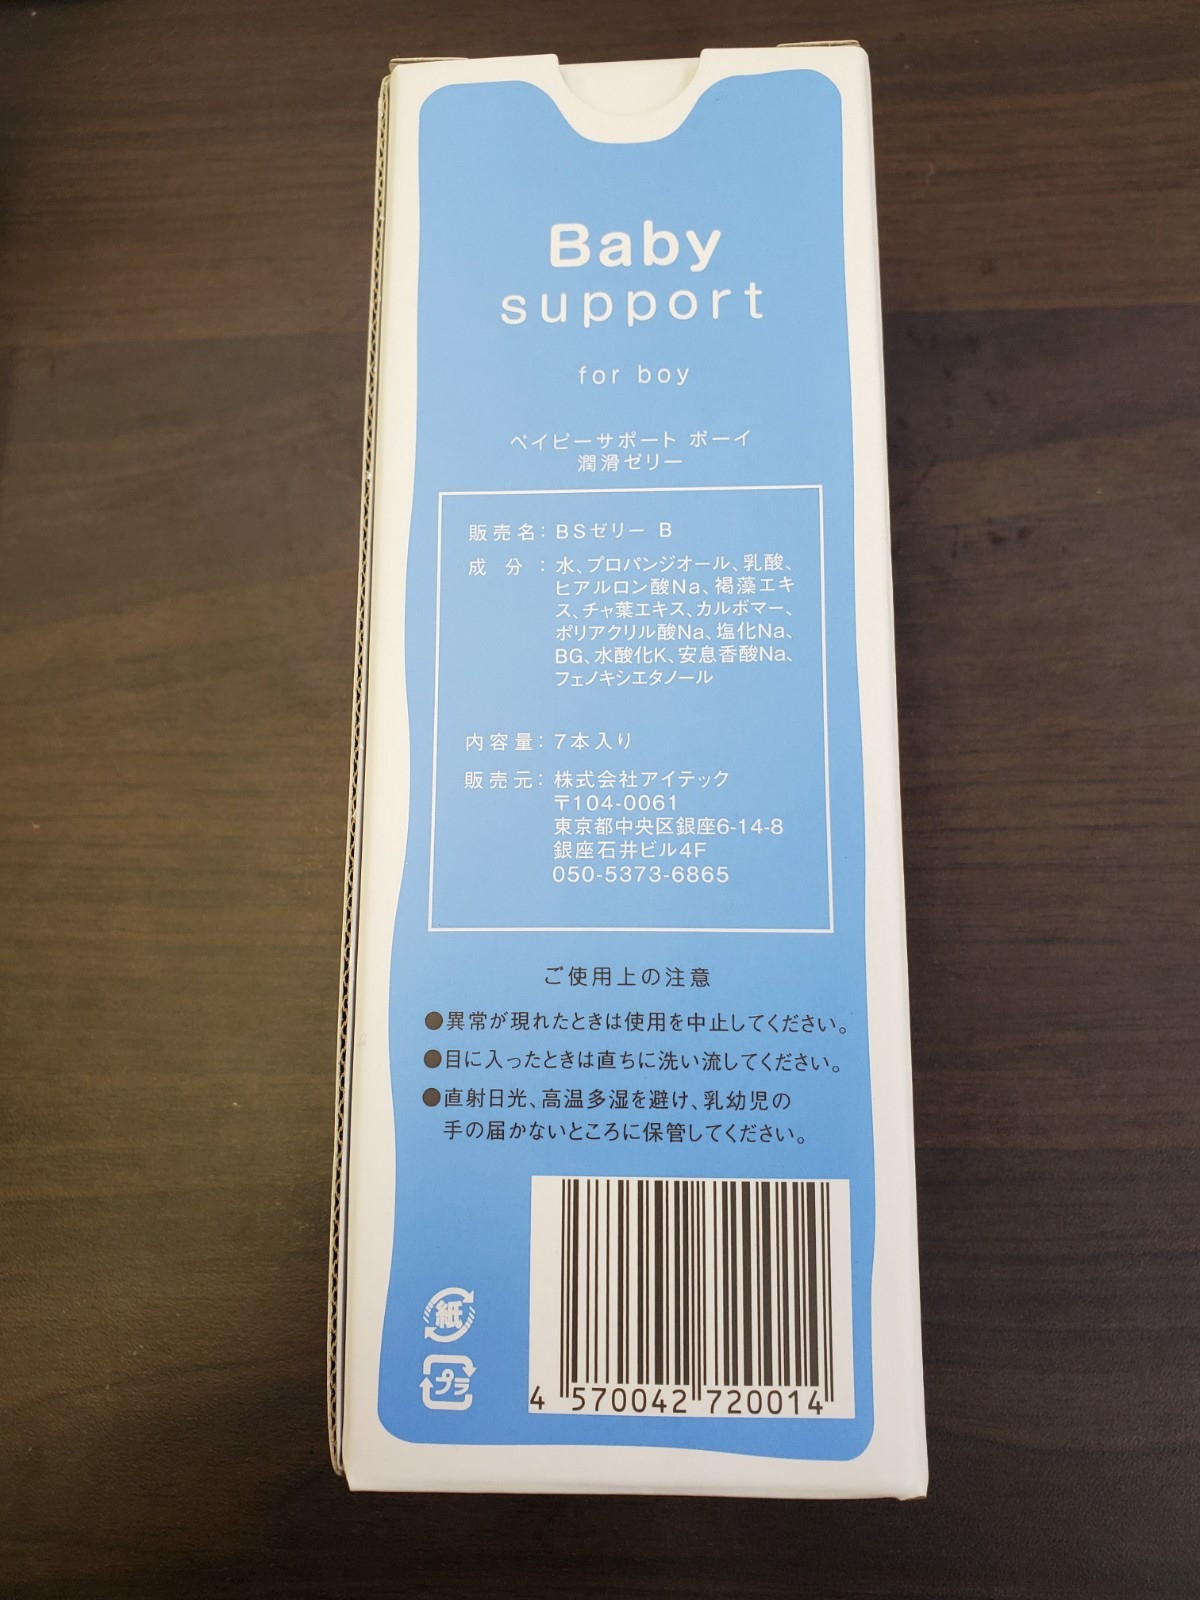 Baby
support
for boy
ベイビーサポート ボーイ
潤滑ゼリー
販売名：BSゼリー B
成分：水、プロパンジオール、乳酸、
ヒアルロン酸Na、褐藻エキ
ス、チャ葉エキス、カルボマー、
ポリアクリル酸Na、塩化Na、
BG、水酸化K、安息香酸Na、
フェノキシエタノール
内容量：7本入り
販売元：株式会社アイテック
〒104-0061
東京都中央区銀座6-14-8
銀座石井ビル4F
050-5373-6865
ご使用上の注意
●異常が現れたときは使用を中止してください。
●目に入ったときは直ちに洗い流してください。
●直射日光、高温多湿を避け、乳幼児の
手の届かないところに保管してください。
紙
プラ
4 570042 720014